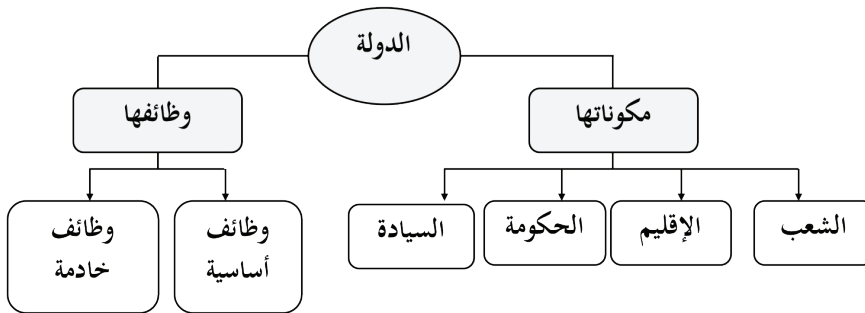 الدولة
مكوناتها
وظائفها
الشعب
الإقليم
الحكومة
السيادة
وظائف
أساسية
وظائف
خادمة